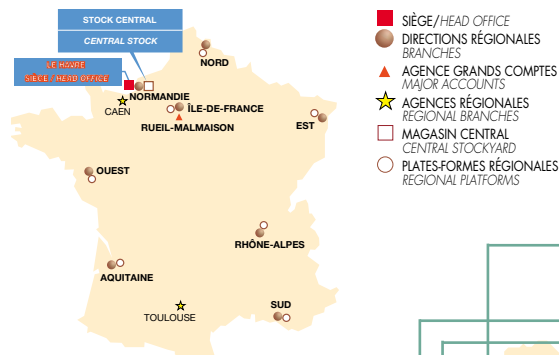 STOCK CENTRAL
CENTRAL STOCK
LE HAVRE
SIÈGE / HEAD OFFICE
NORD
NORMANDIE
CAEN
ÎLE-DE-FRANCE
RUEIL-MALMAISON
EST
OUEST
RHÔNE-ALPES
AQUITAINE
TOULOUSE
SUD
SIÈGE/HEAD OFFICE
DIRECTIONS RÉGIONALES
BRANCHES
AGENCE GRANDS COMPTES
MAJOR ACCOUNTS
AGENCES RÉGIONALES
REGIONAL BRANCHES
MAGASIN CENTRAL
CENTRAL STOCKYARD
PLATES-FORMES RÉGIONALES
REGIONAL PLATFORMS